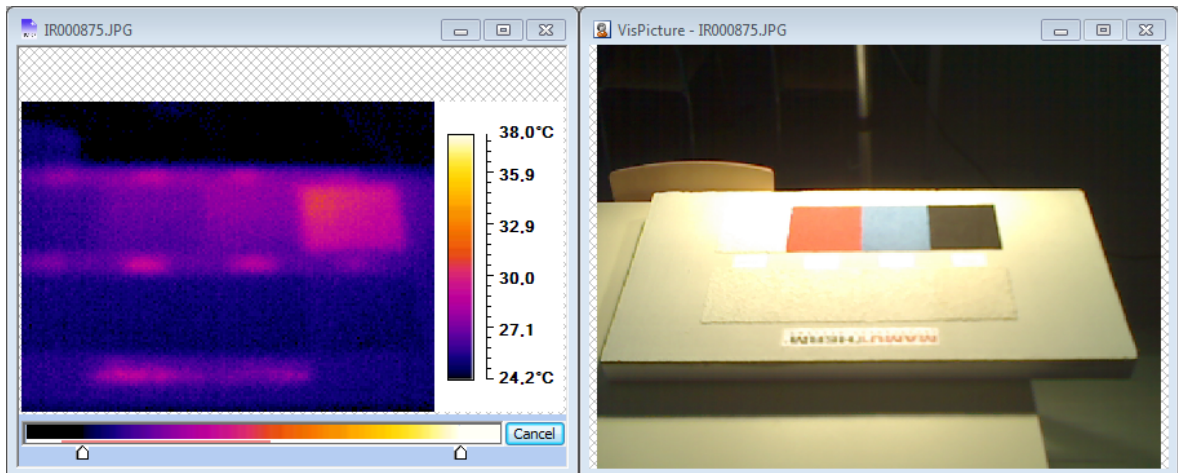 IR000875.JPG
38,0°C
35,9
32,9
30,0
27,1
24,2°C
Cancel
VisPicture - IR000875.JPG